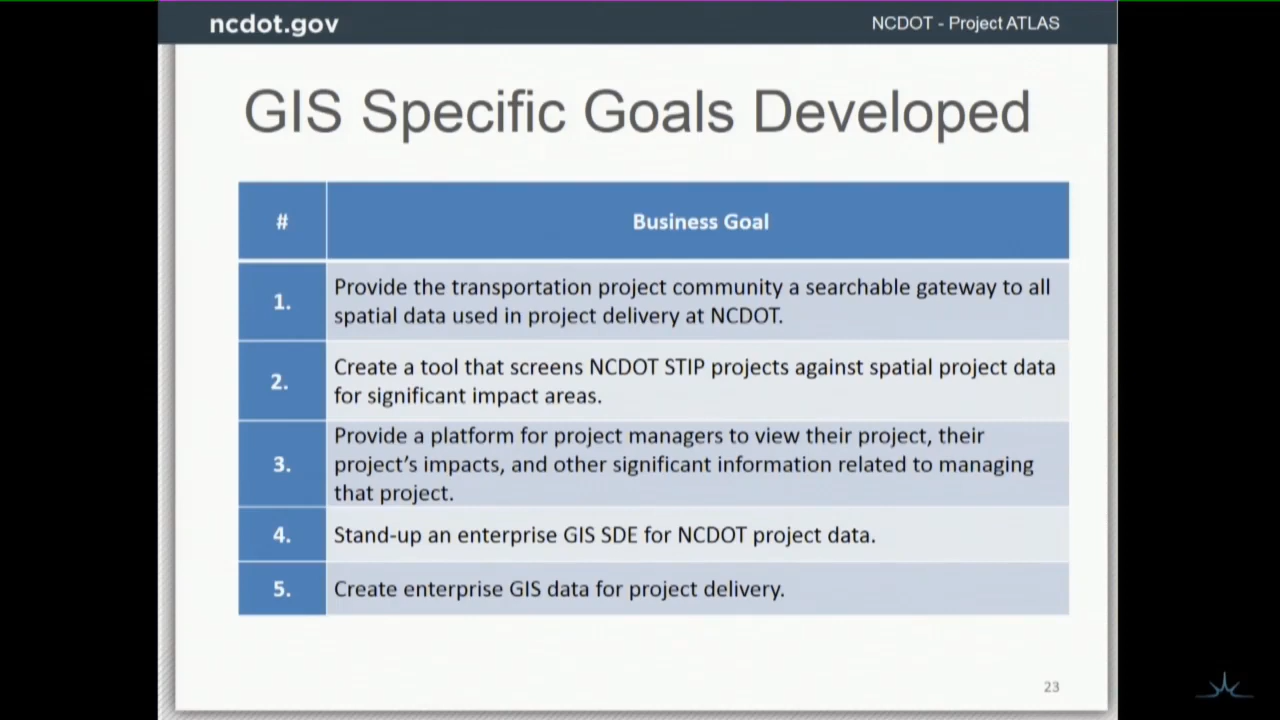 ncdot.gov
NCDOT - Project ATLAS
GIS Specific Goals Developed
#
Business Goal
1.
Provide the transportation project community a searchable gateway to all
spatial data used in project delivery at NCDOT.
2.
Create a tool that screens NCDOT STIP projects against spatial project data
for significant impact areas.
3.
Provide a platform for project managers to view their project, their
project's impacts, and other significant information related to managing
that project.
4.
Stand-up an enterprise GIS SDE for NCDOT project data.
5.
Create enterprise GIS data for project delivery.
23